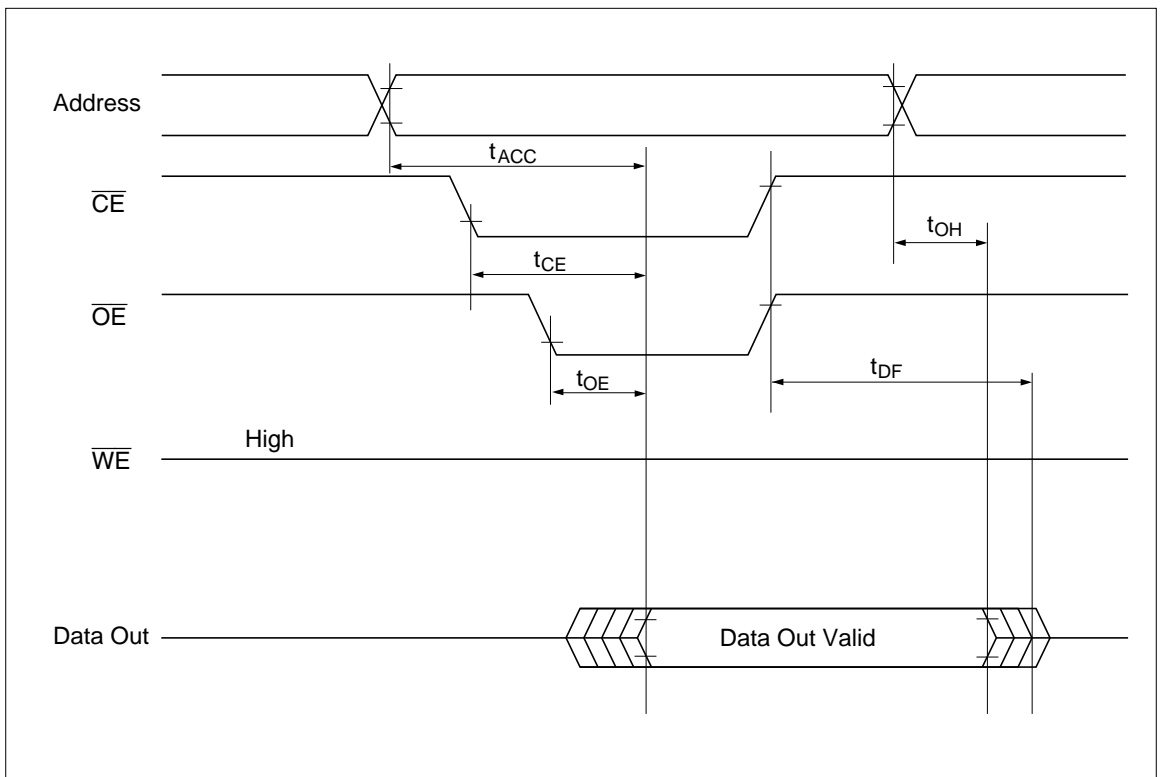 Address
tACC
CE
tOH
tCE
OE
tDF
tOE
High
WE
Data Out
Data Out Valid